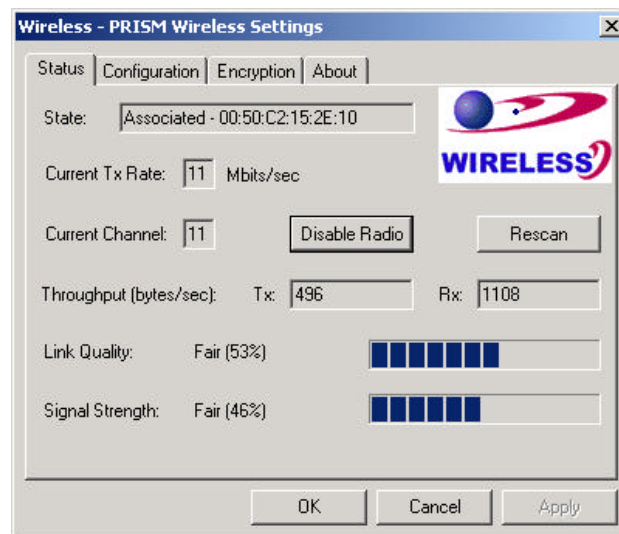 Wireless - PRISM Wireless Settings
Status Configuration Encryption About
State: Associated - 00:50:C2:15:2E:10
WIRELESS
Current Tx Rate: 11 Mbits/sec
Current Channel: 11 Disable Radio Rescan
Throughput (bytes/sec): Tx: 496 Rx: 1108
Link Quality: Fair (53%)
Signal Strength: Fair (46%)
OK Cancel Apply